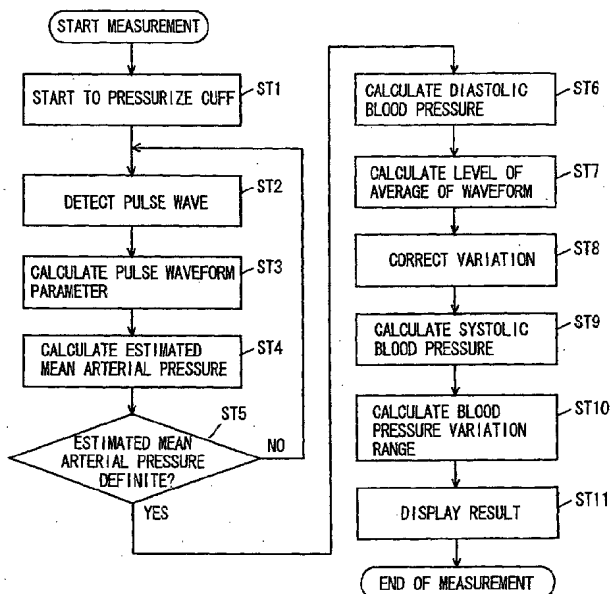 START MEASUREMENT
START TO PRESSURIZE CUFF
ST1
DETECT PULSE WAVE
ST2
CALCULATE PULSE WAVEFORM
PARAMETER
ST3
CALCULATE ESTIMATED
MEAN ARTERIAL PRESSURE
ST4
ESTIMATED MEAN
ARTERIAL PRESSURE
DEFINITE?
ST5
NO
YES
CALCULATE DIASTOLIC
BLOOD PRESSURE
ST6
CALCULATE LEVEL OF
AVERAGE OF WAVEFORM
ST7
CORRECT VARIATION
ST8
CALCULATE SYSTOLIC
BLOOD PRESSURE
ST9
CALCULATE BLOOD
PRESSURE VARIATION
RANGE
ST10
DISPLAY RESULT
ST11
END OF MEASUREMENT